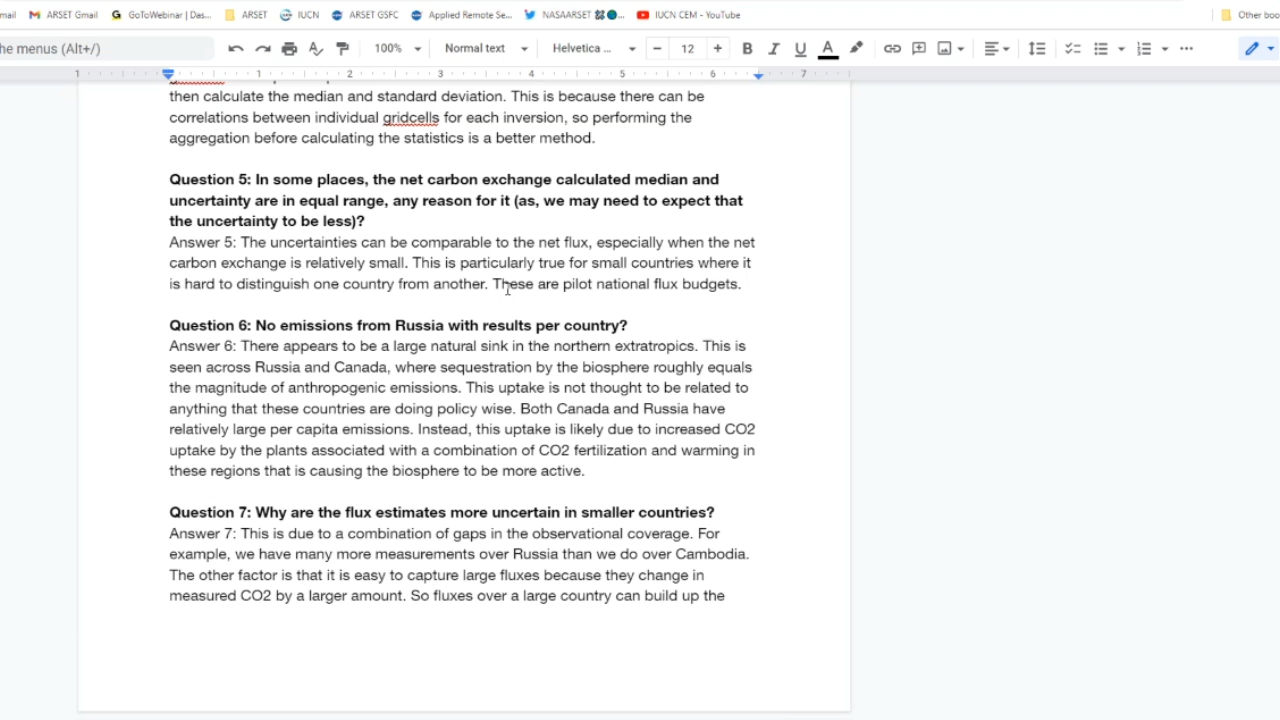 mail ARSET Gmail GoToWebinar | Das... ARSET IUCN ARSET GSFC Applied Remote Se... NASAARSET IUCN CEM - YouTube Other boo
he menus (Alt+/) 100% Normal text Helvetica ... − 12 + B I U A
1 1 2 3 4 5 6 7
then calculate the median and standard deviation. This is because there can be
correlations between individual gridcells for each inversion, so performing the
aggregation before calculating the statistics is a better method.
Question 5: In some places, the net carbon exchange calculated median and
uncertainty are in equal range, any reason for it (as, we may need to expect that
the uncertainty to be less)?
Answer 5: The uncertainties can be comparable to the net flux, especially when the net
carbon exchange is relatively small. This is particularly true for small countries where it
is hard to distinguish one country from another. These are pilot national flux budgets.
Question 6: No emissions from Russia with results per country?
Answer 6: There appears to be a large natural sink in the northern extratropics. This is
seen across Russia and Canada, where sequestration by the biosphere roughly equals
the magnitude of anthropogenic emissions. This uptake is not thought to be related to
anything that these countries are doing policy wise. Both Canada and Russia have
relatively large per capita emissions. Instead, this uptake is likely due to increased CO2
uptake by the plants associated with a combination of CO2 fertilization and warming in
these regions that is causing the biosphere to be more active.
Question 7: Why are the flux estimates more uncertain in smaller countries?
Answer 7: This is due to a combination of gaps in the observational coverage. For
example, we have many more measurements over Russia than we do over Cambodia.
The other factor is that it is easy to capture large fluxes because they change in
measured CO2 by a larger amount. So fluxes over a large country can build up the